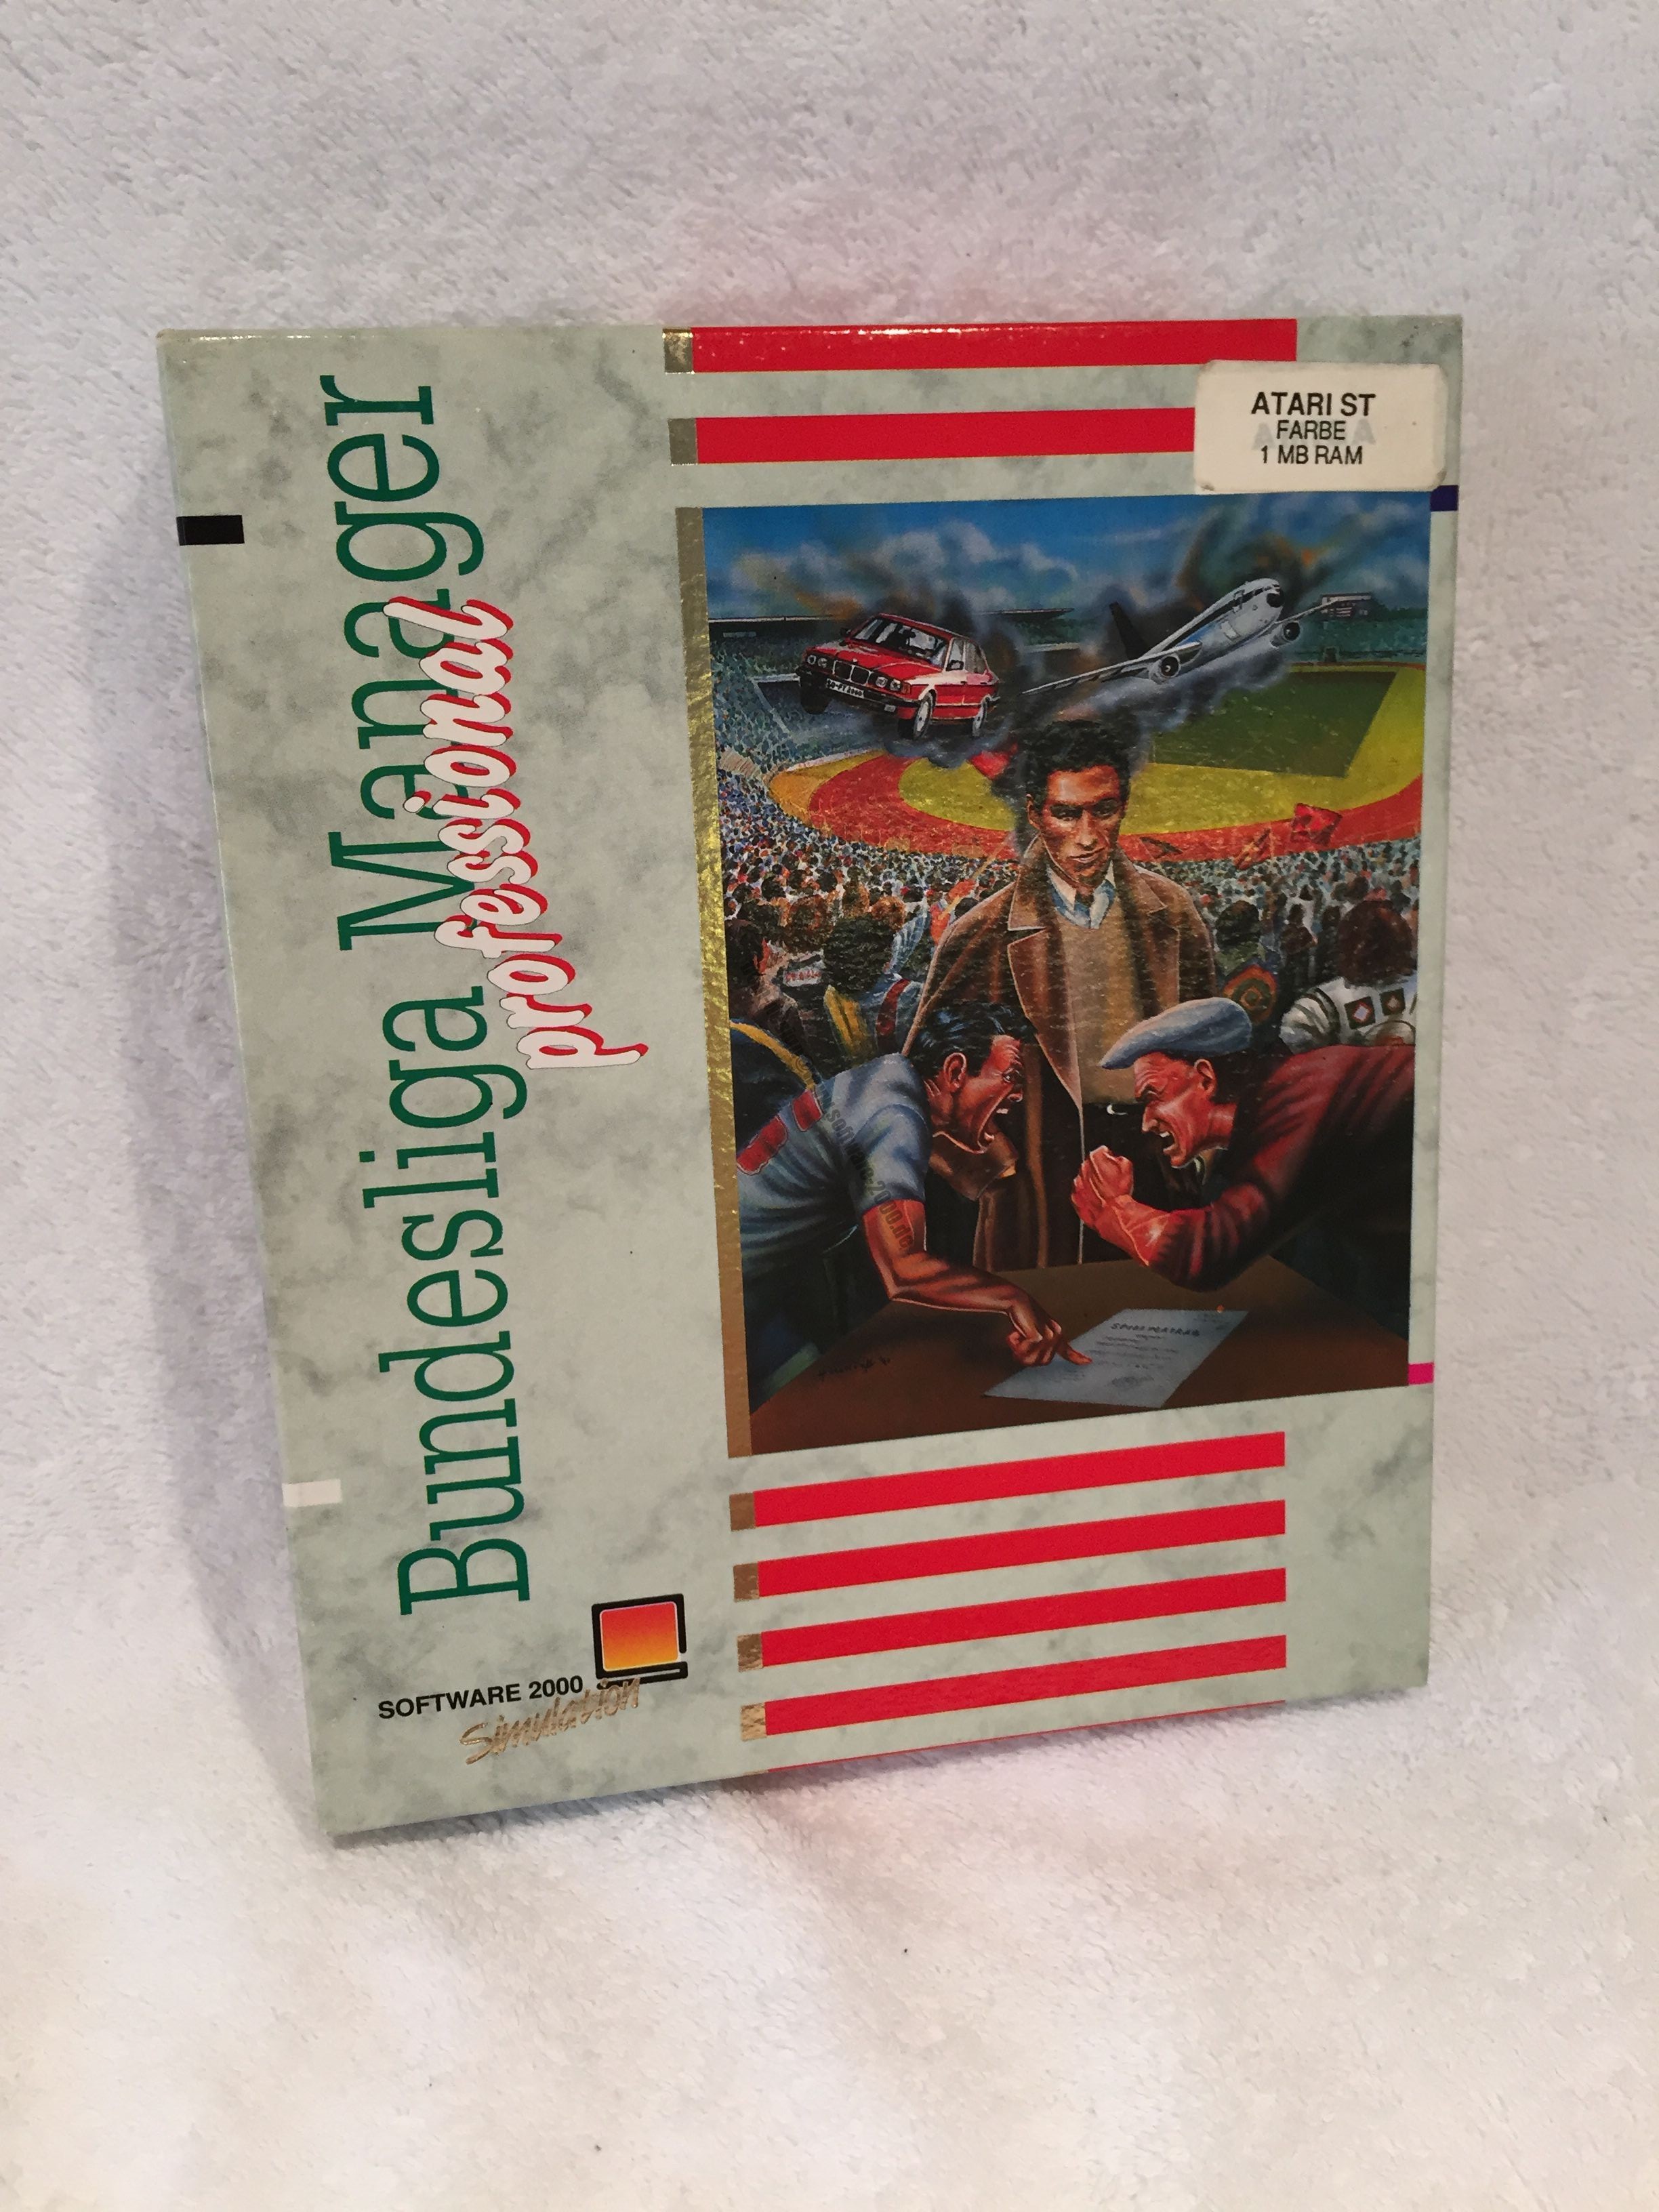 Bundesliga Manager
professional
ATARI ST
FARBE
1 MB RAM
SOFTWARE 2000
Simulation